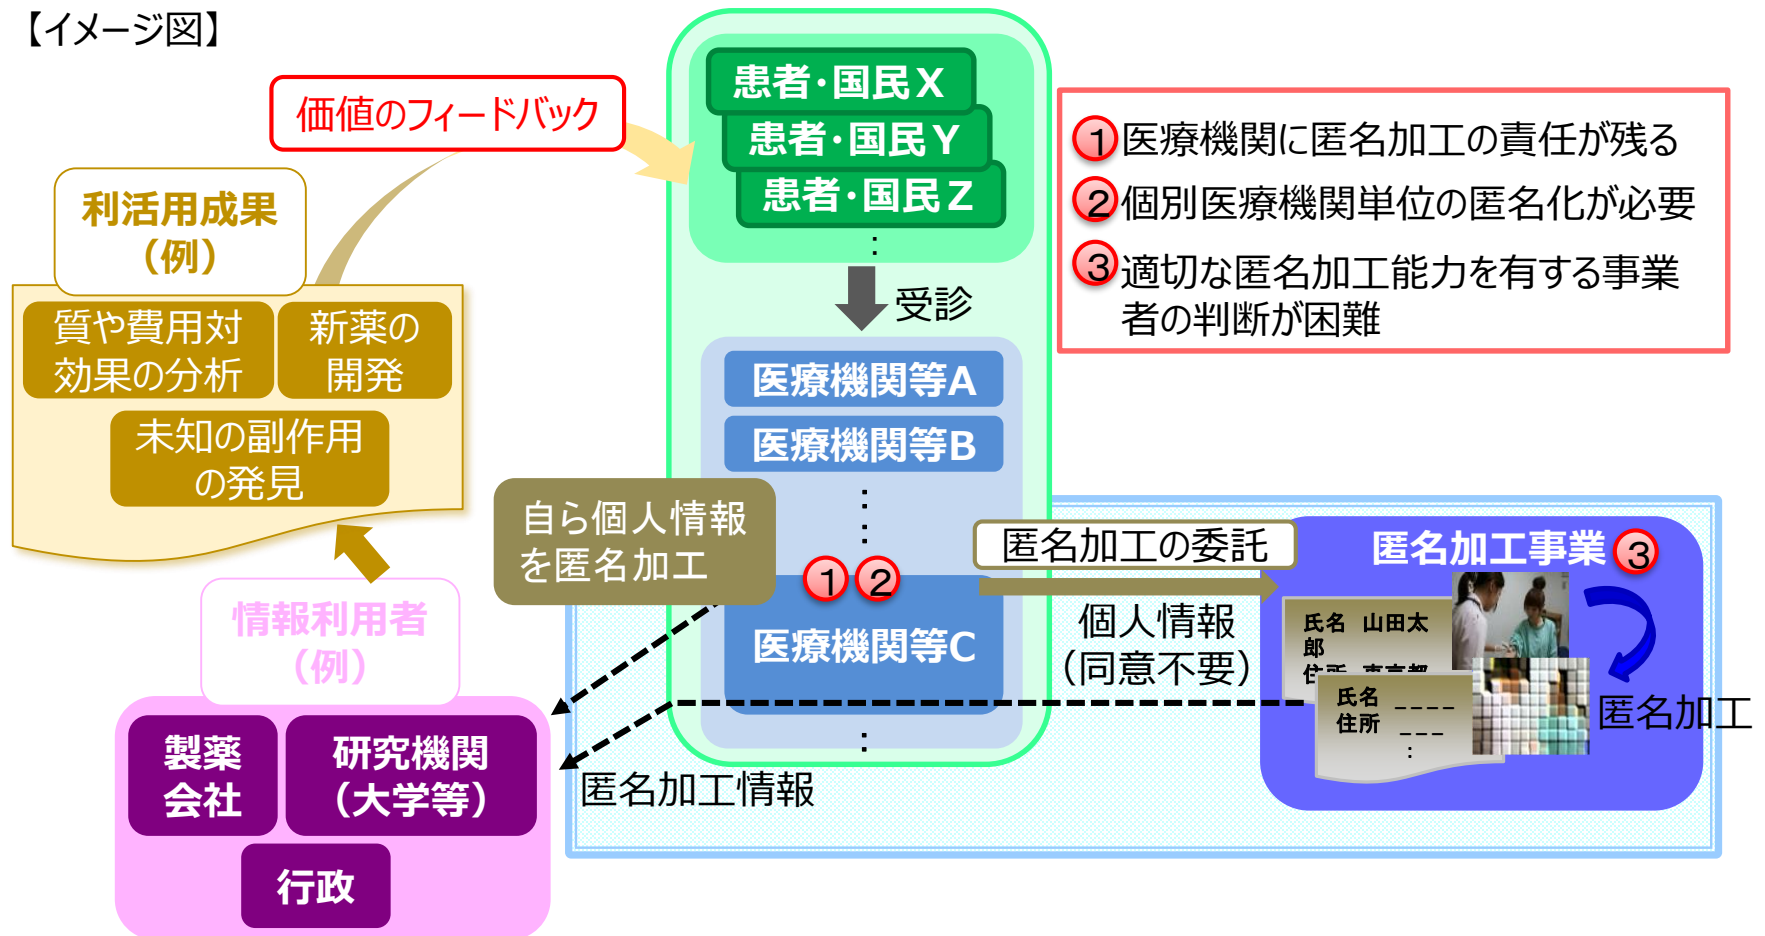 【イメージ図】
価値のフィードバック
患者・国民X
患者・国民Y
患者・国民Z
：
受診
1 医療機関に匿名加工の責任が残る
2 個別医療機関単位の匿名化が必要
3 適切な匿名加工能力を有する事業
者の判断が困難
利活用成果
（例）
質や費用対
効果の分析
新薬の
開発
未知の副作用
の発見
医療機関等A
医療機関等B
自ら個人情報
を匿名加工
1 2
医療機関等C
：
匿名加工の委託
個人情報
（同意不要）
匿名加工事業 3
氏名 山田太
郎
住所 東京都
氏名 ____
住所 ___
：
匿名加工
匿名加工情報
情報利用者
（例）
製薬
会社
研究機関
（大学等）
行政